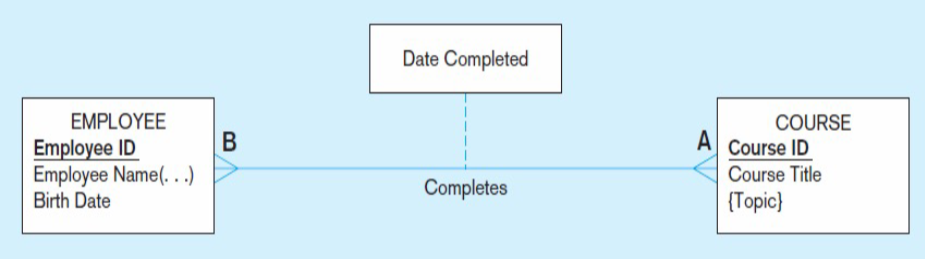 Date Completed
EMPLOYEE
Employee ID
Employee Name(. . .)
Birth Date
B
Completes
A
COURSE
Course ID
Course Title
{Topic}